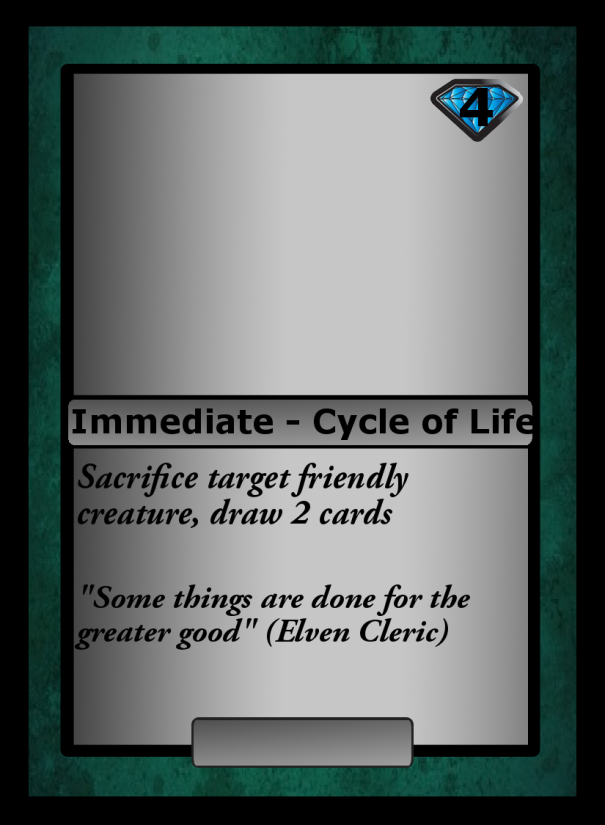 4
Immediate - Cycle of Life
Sacrifice target friendly
creature, draw 2 cards
"Some things are done for the
greater good" (Elven Cleric)